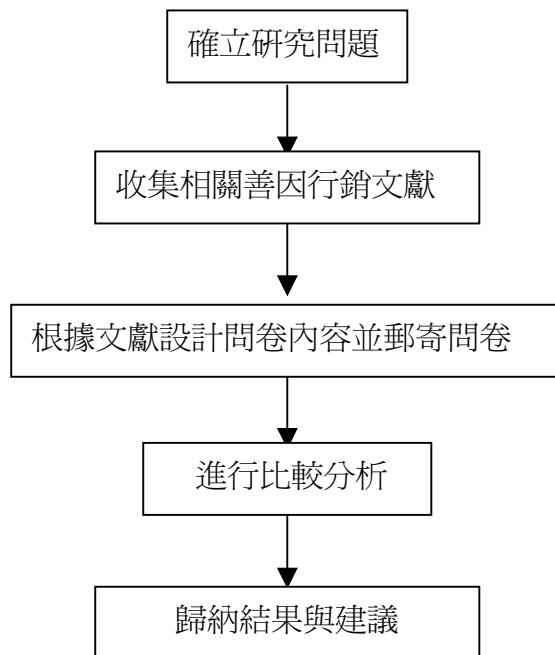 確立研究問題
收集相關善因行銷文獻
根據文獻設計問卷內容並郵寄問卷
進行比較分析
歸納結果與建議